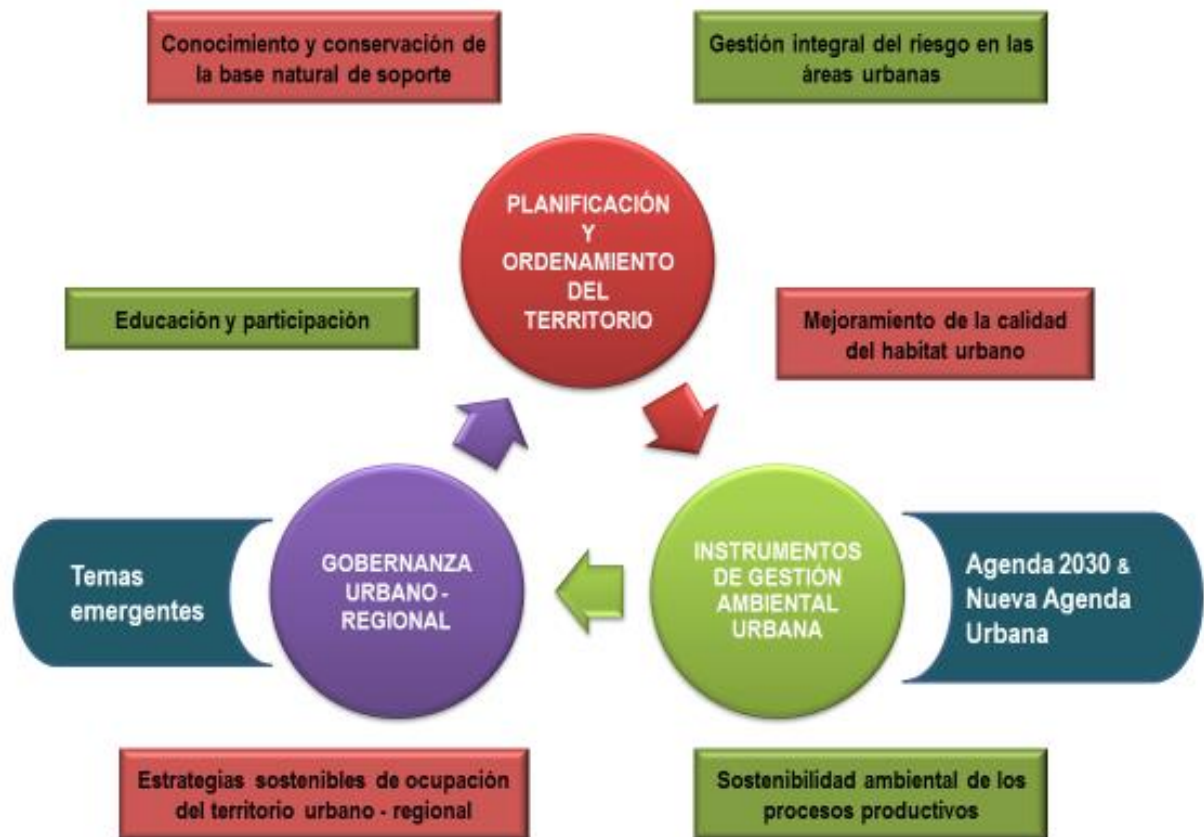 Conocimiento y conservación de
la base natural de soporte
Gestión integral del riesgo en las
áreas urbanas
PLANIFICACIÓN
Y
ORDENAMIENTO
DEL
TERRITORIO
Educación y participación
Mejoramiento de la calidad
del habitat urbano
Temas
emergentes
GOBERNANZA
URBANO -
REGIONAL
INSTRUMENTOS
DE GESTIÓN
AMBIENTAL
URBANA
Agenda 2030 &
Nueva Agenda
Urbana
Estrategias sostenibles de ocupación
del territorio urbano - regional
Sostenibilidad ambiental de los
procesos productivos